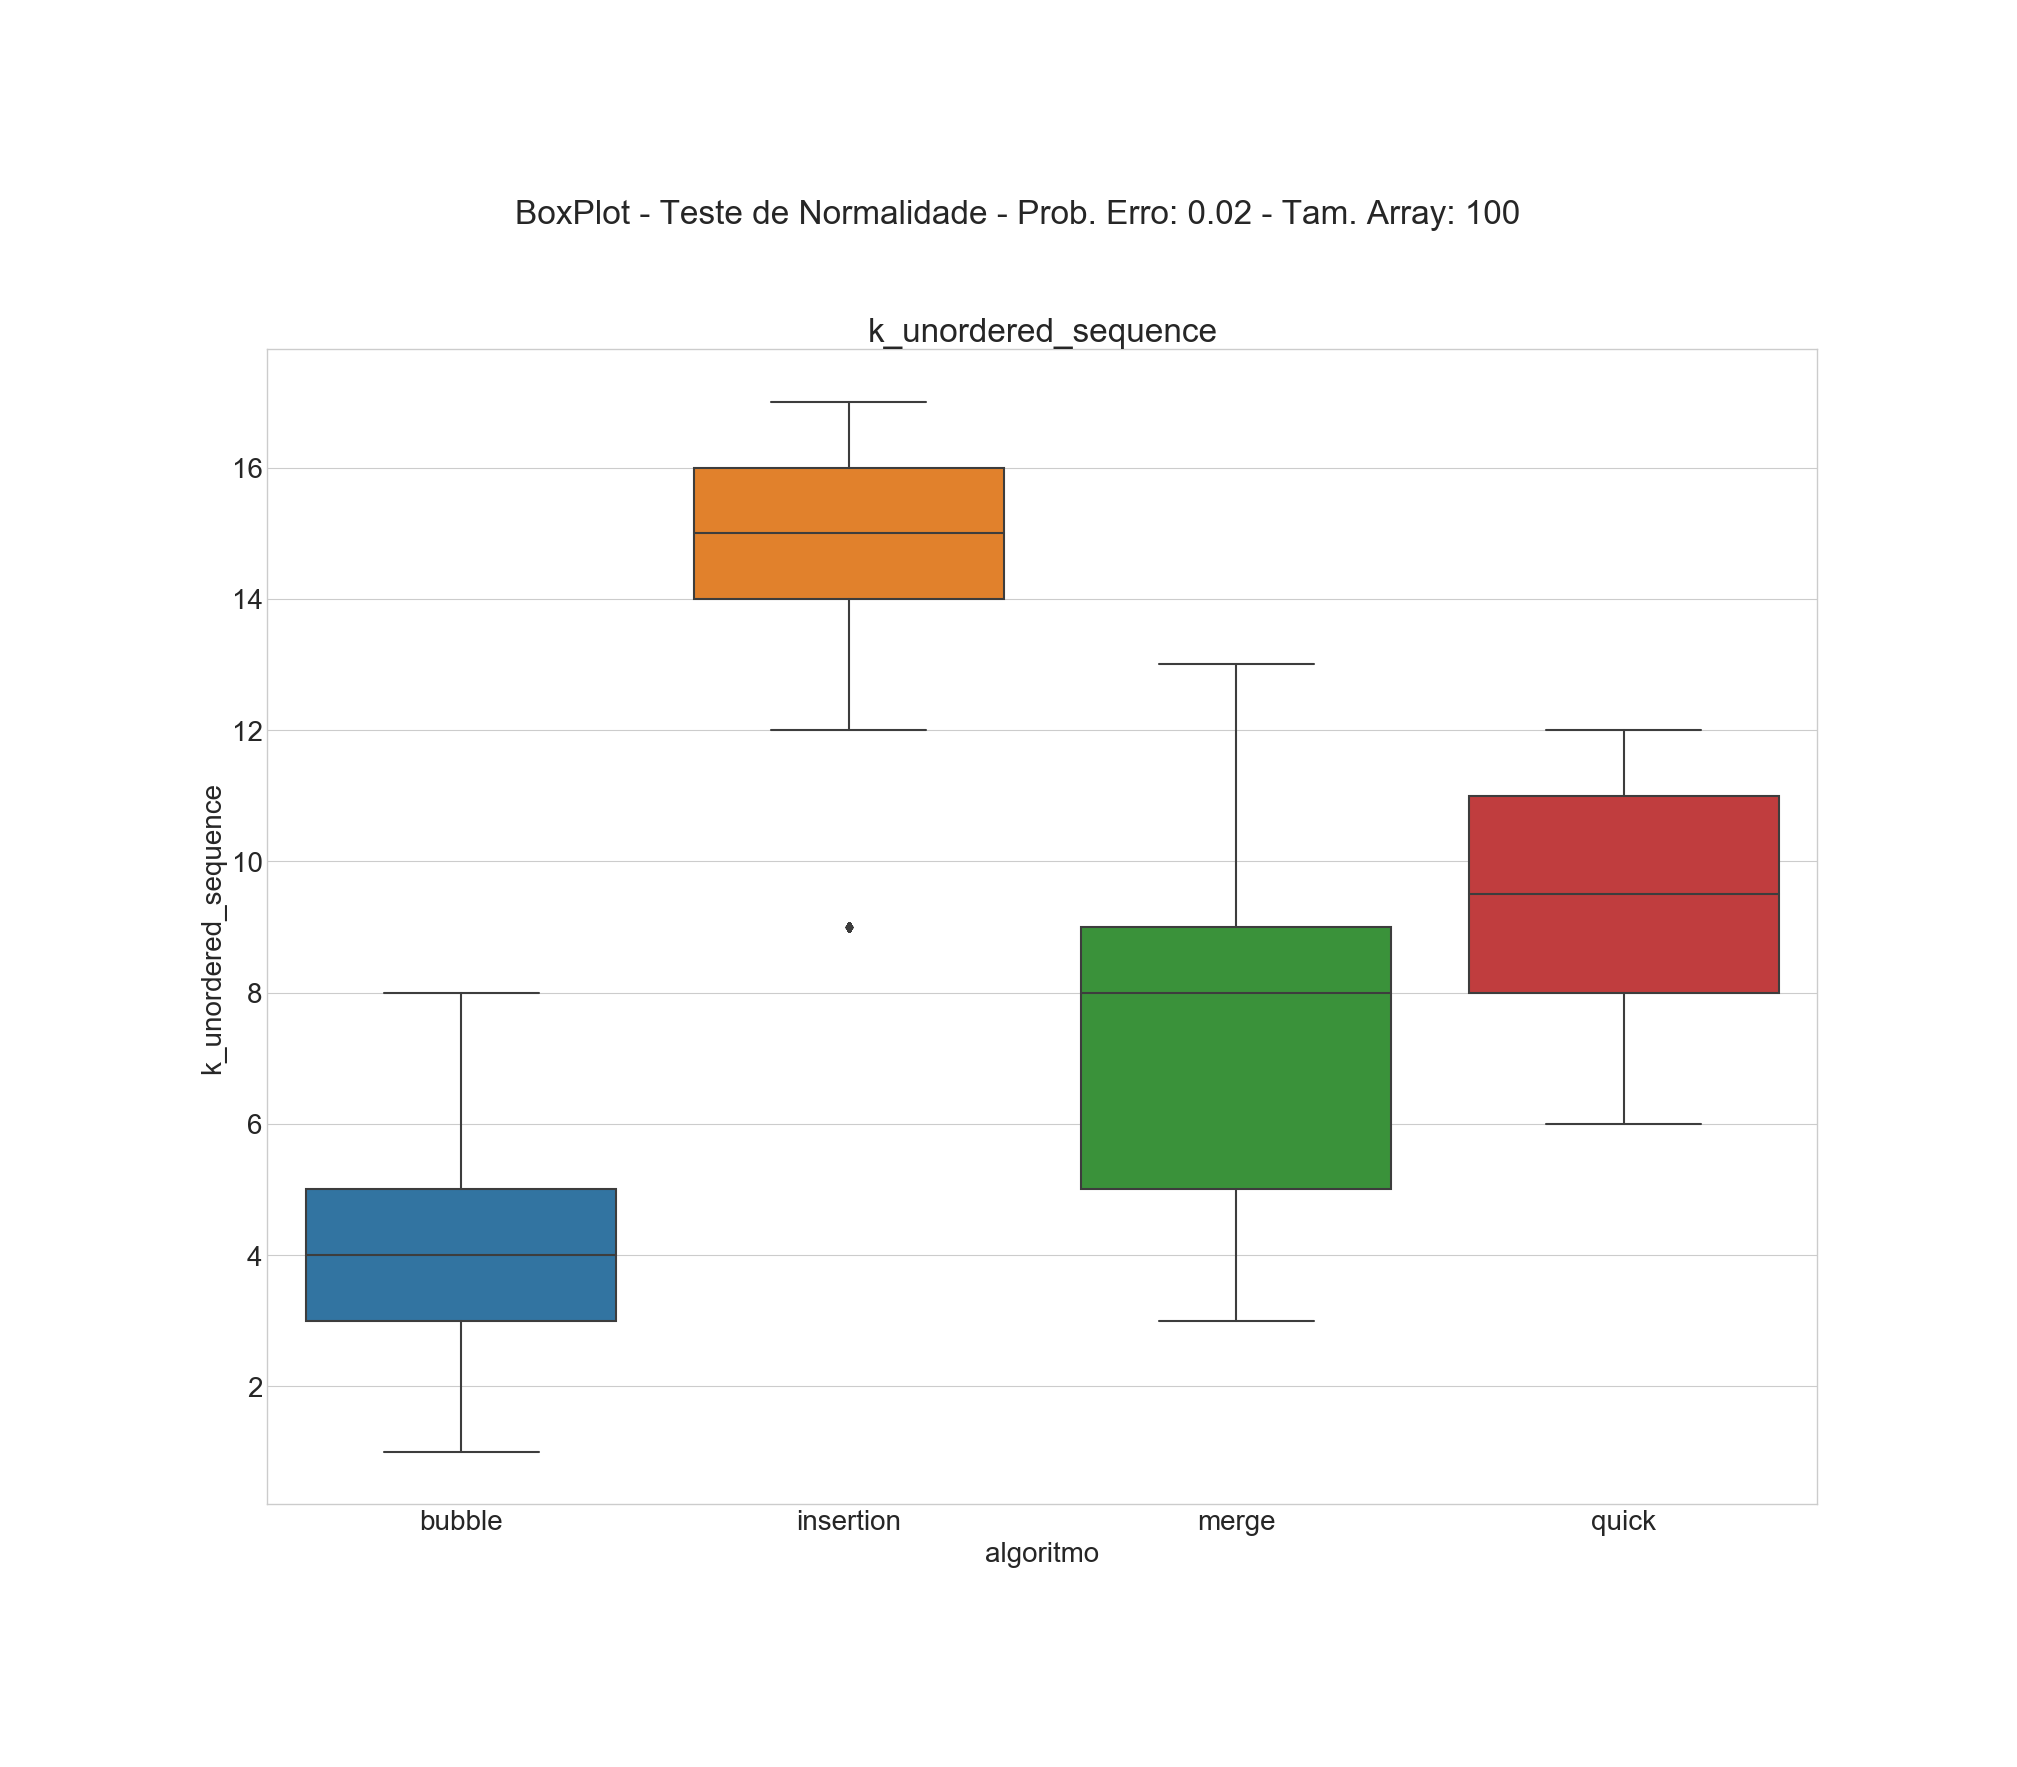 BoxPlot - Teste de Normalidade - Prob. Erro: 0.02 - Tam. Array: 100
k_unordered_sequence
16
14
12
10
8
6
4
2
k_unordered_sequence
bubble insertion merge quick
algoritmo